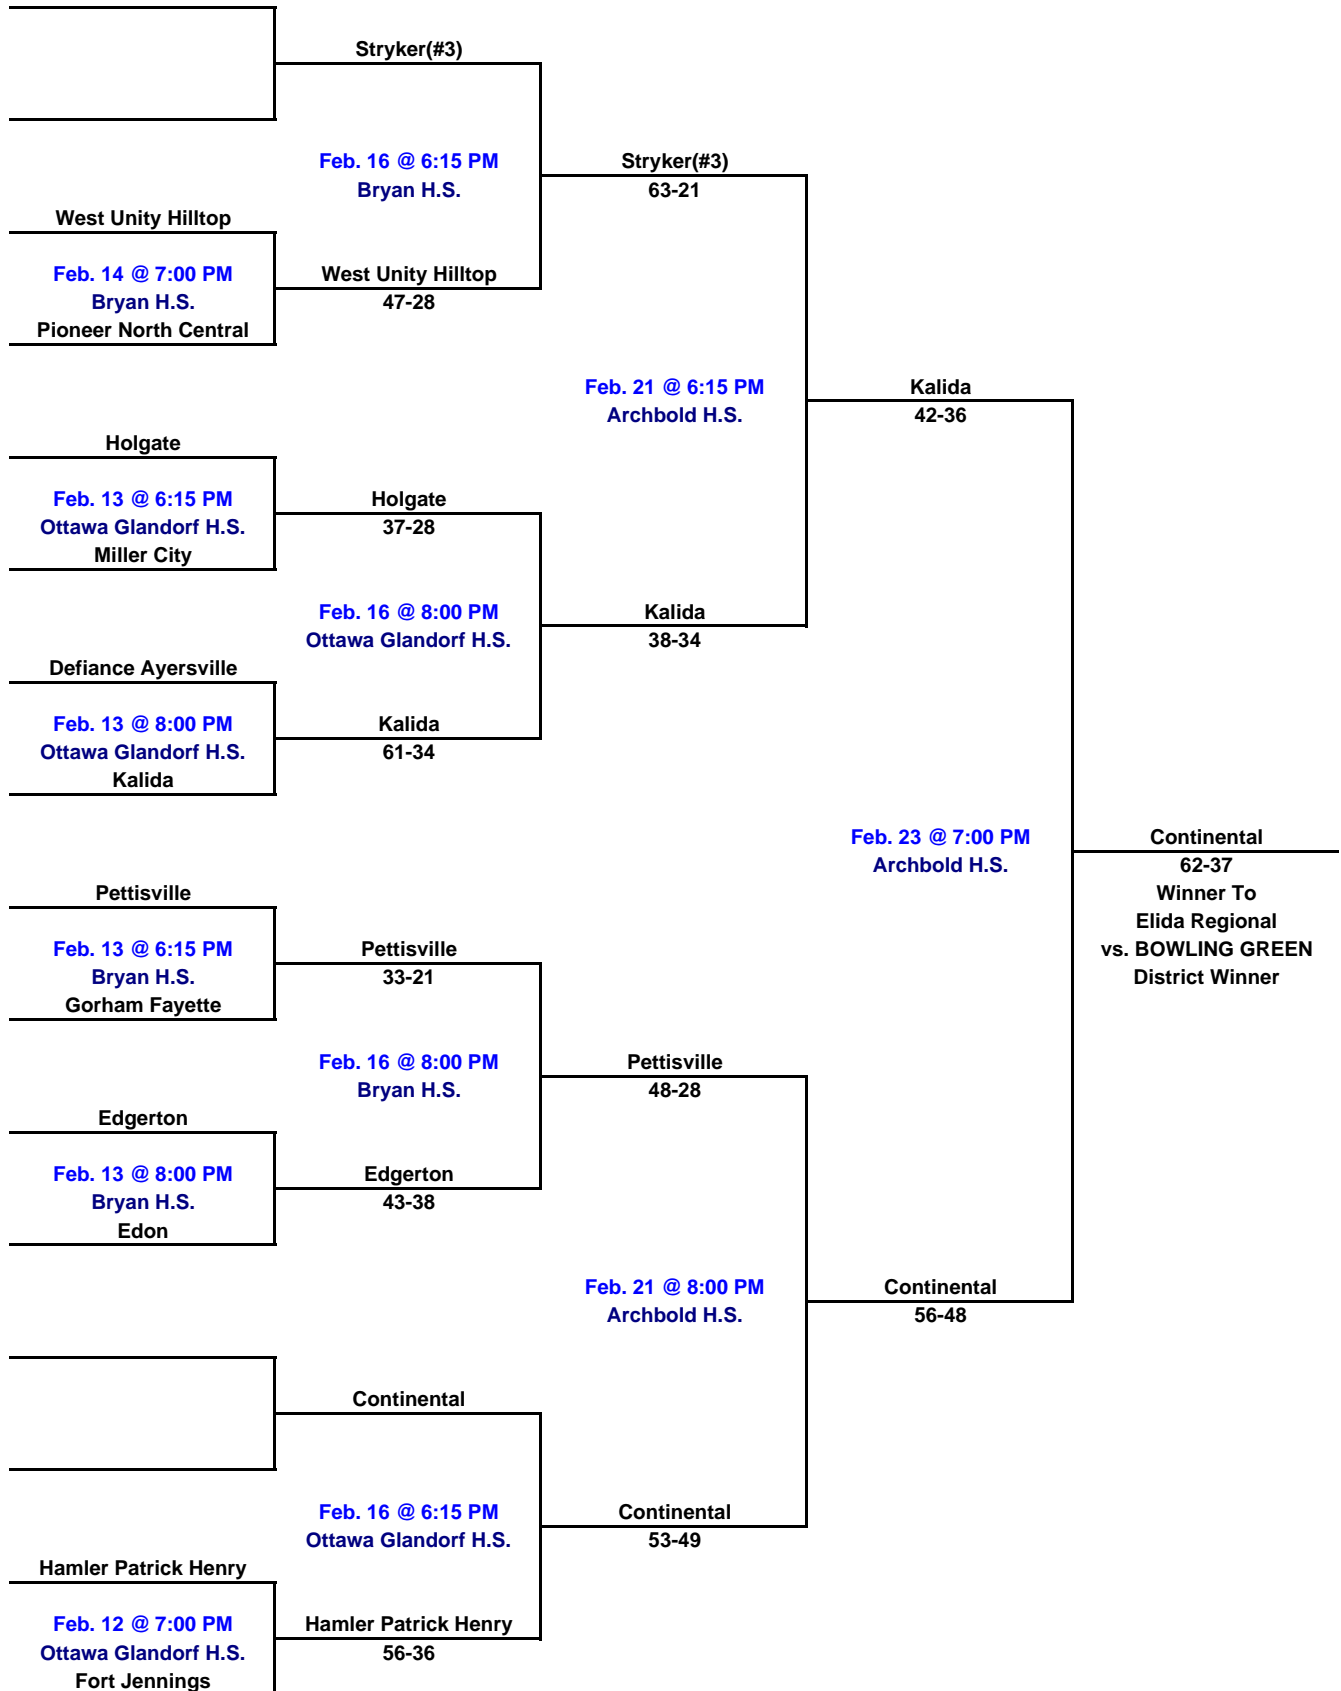 Stryker(#3)
Feb. 16 @ 6:15 PM
Bryan H.S.
Stryker(#3)
63-21
West Unity Hilltop
Feb. 14 @ 7:00 PM
Bryan H.S.
Pioneer North Central
West Unity Hilltop
47-28
Feb. 21 @ 6:15 PM
Archbold H.S.
Kalida
42-36
Holgate
Feb. 13 @ 6:15 PM
Ottawa Glandorf H.S.
Miller City
Holgate
37-28
Feb. 16 @ 8:00 PM
Ottawa Glandorf H.S.
Kalida
38-34
Defiance Ayersville
Feb. 13 @ 8:00 PM
Ottawa Glandorf H.S.
Kalida
Kalida
61-34
Feb. 23 @ 7:00 PM
Archbold H.S.
Continental
62-37
Winner To
Elida Regional
vs. BOWLING GREEN
District Winner
Pettisville
Feb. 13 @ 6:15 PM
Bryan H.S.
Gorham Fayette
Pettisville
33-21
Feb. 16 @ 8:00 PM
Bryan H.S.
Pettisville
48-28
Edgerton
Feb. 13 @ 8:00 PM
Bryan H.S.
Edon
Edgerton
43-38
Feb. 21 @ 8:00 PM
Archbold H.S.
Continental
56-48
Continental
Feb. 16 @ 6:15 PM
Ottawa Glandorf H.S.
Continental
53-49
Hamler Patrick Henry
Feb. 12 @ 7:00 PM
Ottawa Glandorf H.S.
Fort Jennings
Hamler Patrick Henry
56-36